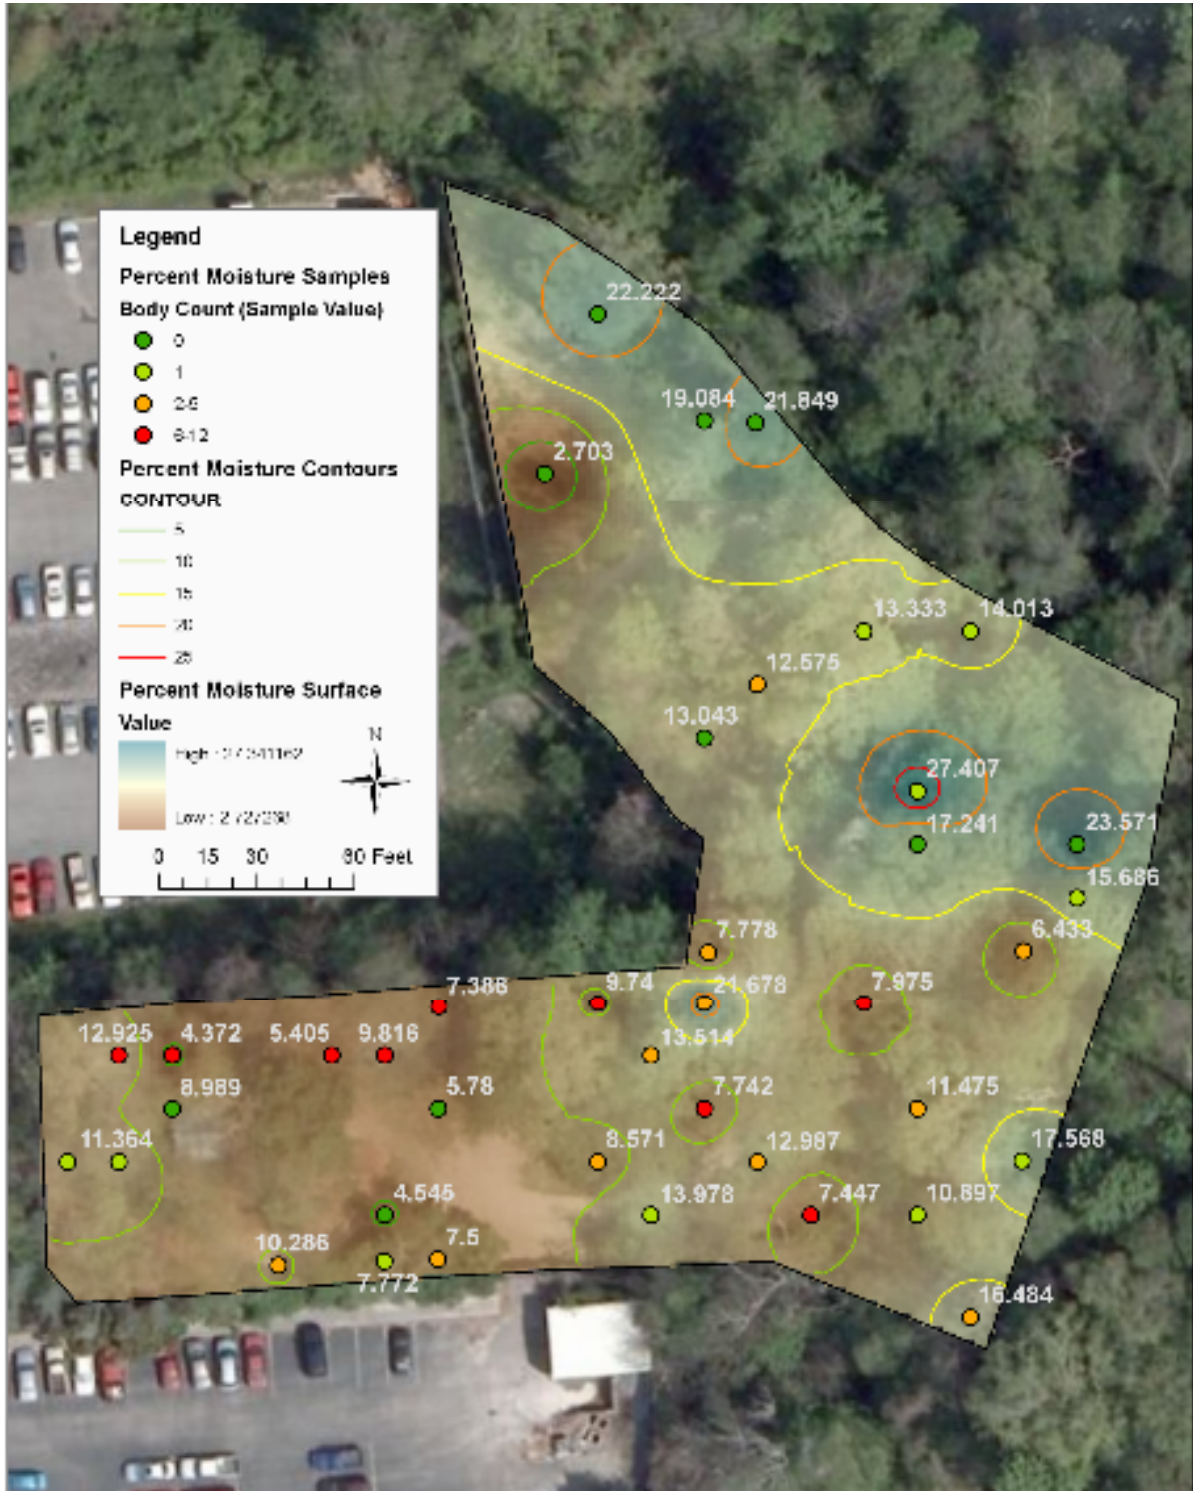 Legend
Percent Moisture Samples
Body Count (Sample Value)
0
1
2-5
6-12
Percent Moisture Contours
CONTOUR
5
10
15
20
25
Percent Moisture Surface
Value
High : 27.341162
N
0 15 30 60 Feet
22.222
19.084 21.849
2.703
13.333 14.013
12.575
13.043
27.407
17.241 23.571
15.686
7.778 6.433
7.386 9.74 21.678 7.975
12.925 4.372 5.405 9.816 13.514
8.989 5.78 7.742 11.475
11.364 8.571 12.987 17.568
4.545 13.978 7.447 10.897
10.286 7.5
7.772
16.484